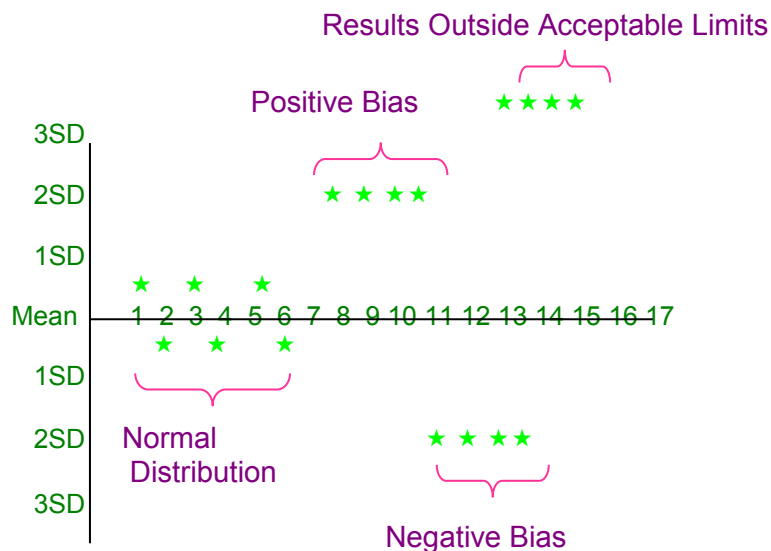 Results Outside Acceptable Limits
Positive Bias
3SD
2SD
1SD
Mean 1 2 3 4 5 6 7 8 9 10 11 12 13 14 15 16 17
1SD
2SD
3SD
Normal
Distribution
Negative Bias